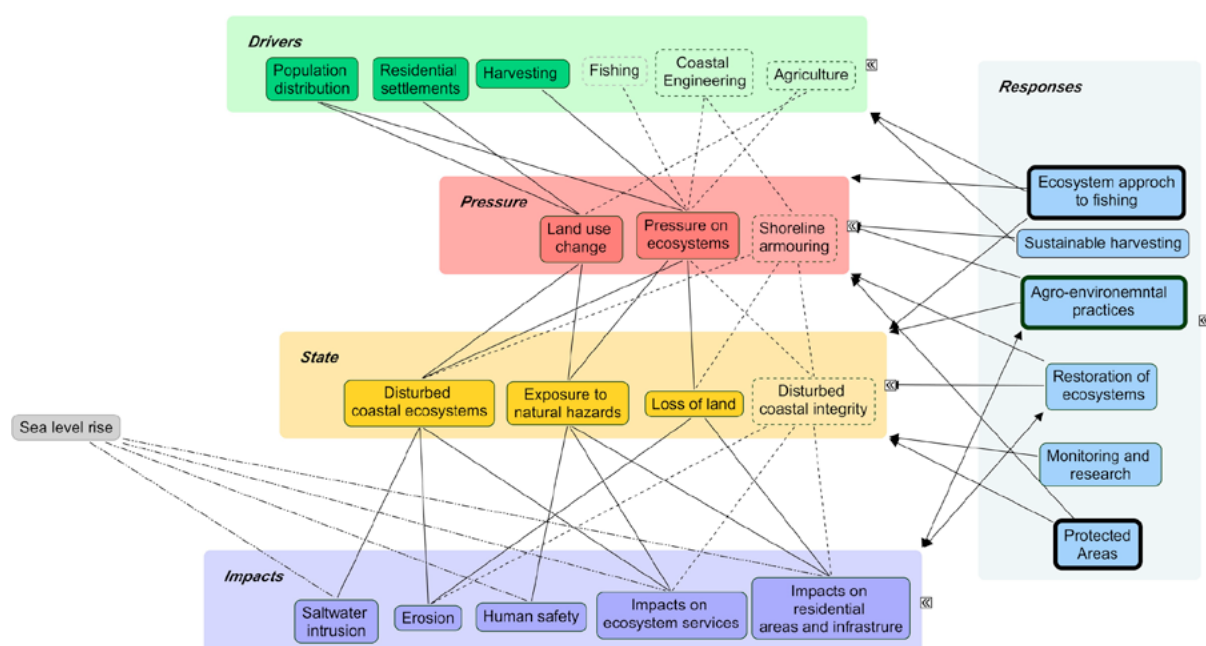 Drivers
Population
distribution
Residential
settlements
Harvesting
Fishing
Coastal
Engineering
Agriculture
Responses
Pressure
Land use
change
Pressure on
ecosystems
Shoreline
armouring
Ecosystem approch
to fishing
Sustainable harvesting
Agro-environemntal
practices
State
Disturbed
coastal ecosystems
Exposure to
natural hazards
Loss of land
Disturbed
coastal integrity
Restoration of
ecosystems
Sea level rise
Monitoring and
research
Protected
Areas
Impacts
Saltwater
intrusion
Erosion
Human safety
Impacts on
ecosystem services
Impacts on
residential
areas and infrastrure